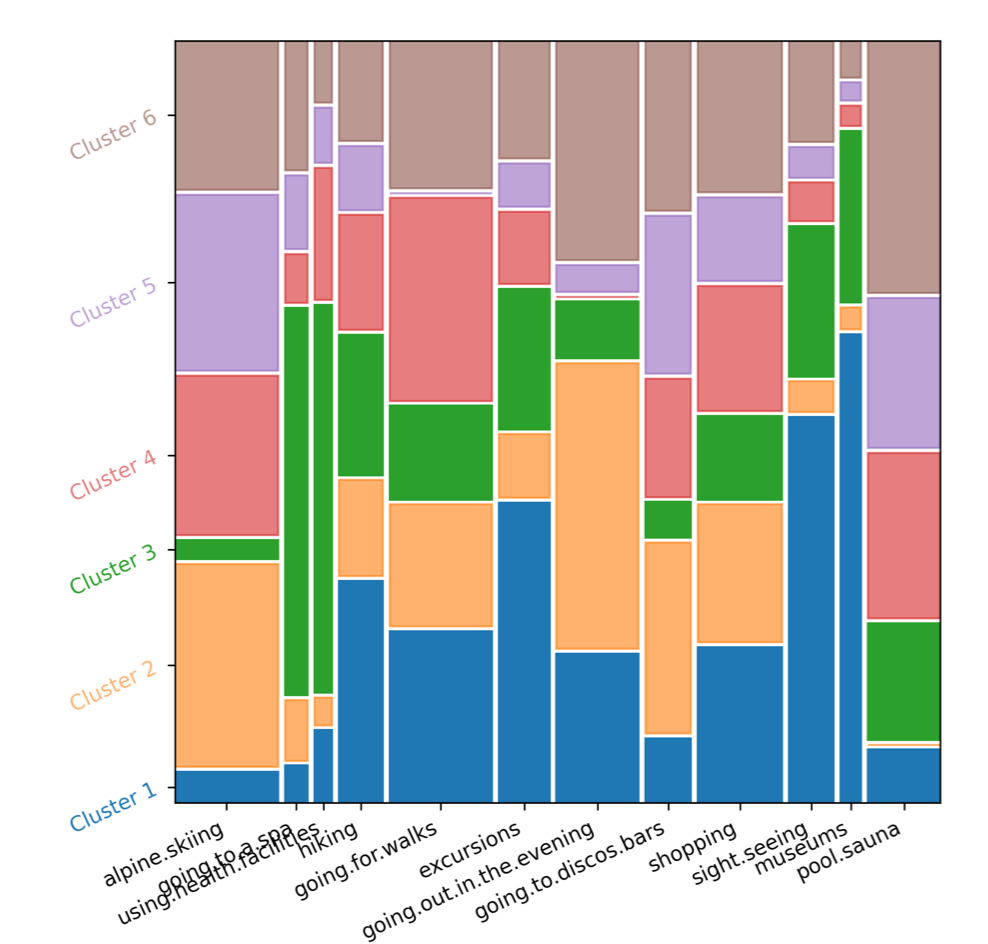 Cluster 6
Cluster 5
Cluster 4
Cluster 3
Cluster 2
Cluster 1
alpine.skiing
going.to.a.spa
using.health.facilities
hiking
going.for.walks
excursions
going.out.in.the.evening
going.to.discos.bars
shopping
sight.seeing
museums
pool.sauna